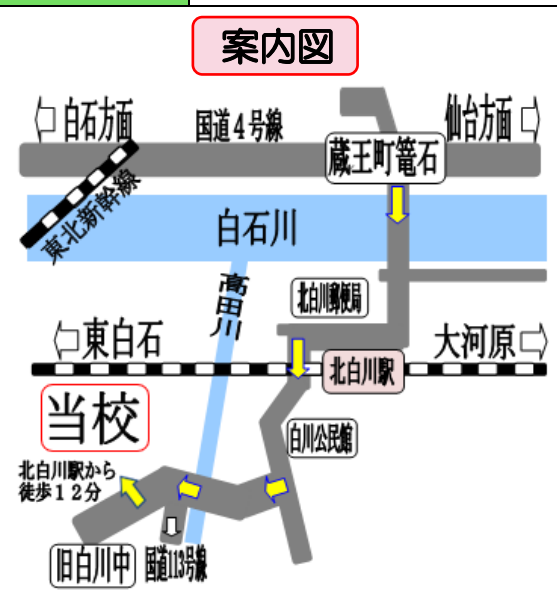 案内図
白石方面
国道４号線
仙台方面
蔵王町篭石
東北新幹線
白石川
高田川
北白川郵便局
東白石
大河原
北白川駅
当校
白川公民館
北白川駅から
徒歩１２分
旧白川中
国道113号線